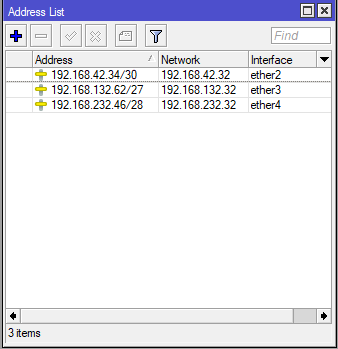 Address List
Find
Address Network Interface
192.168.42.34/30 192.168.42.32 ether2
192.168.132.62/27 192.168.132.32 ether3
192.168.232.46/28 192.168.232.32 ether4
3 items